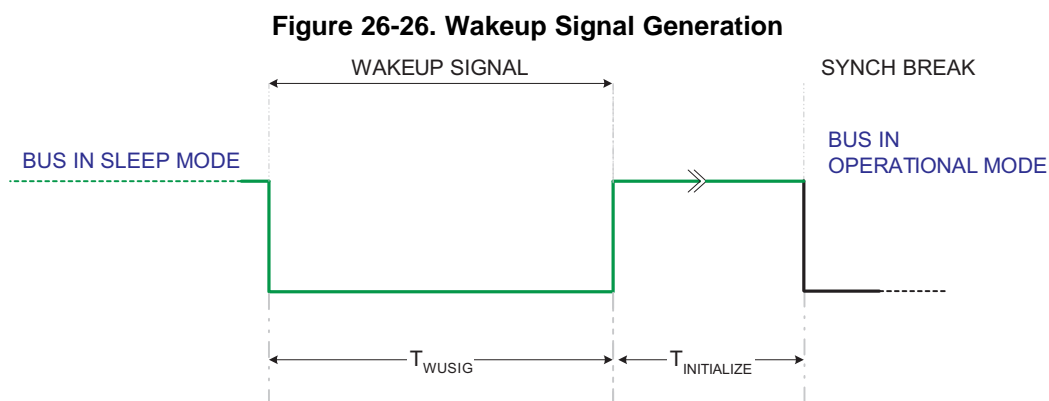 Figure 26-26. Wakeup Signal Generation
WAKEUP SIGNAL
SYNCH BREAK
BUS IN SLEEP MODE
BUS IN
OPERATIONAL MODE
TWUSIG
TINITIALIZE